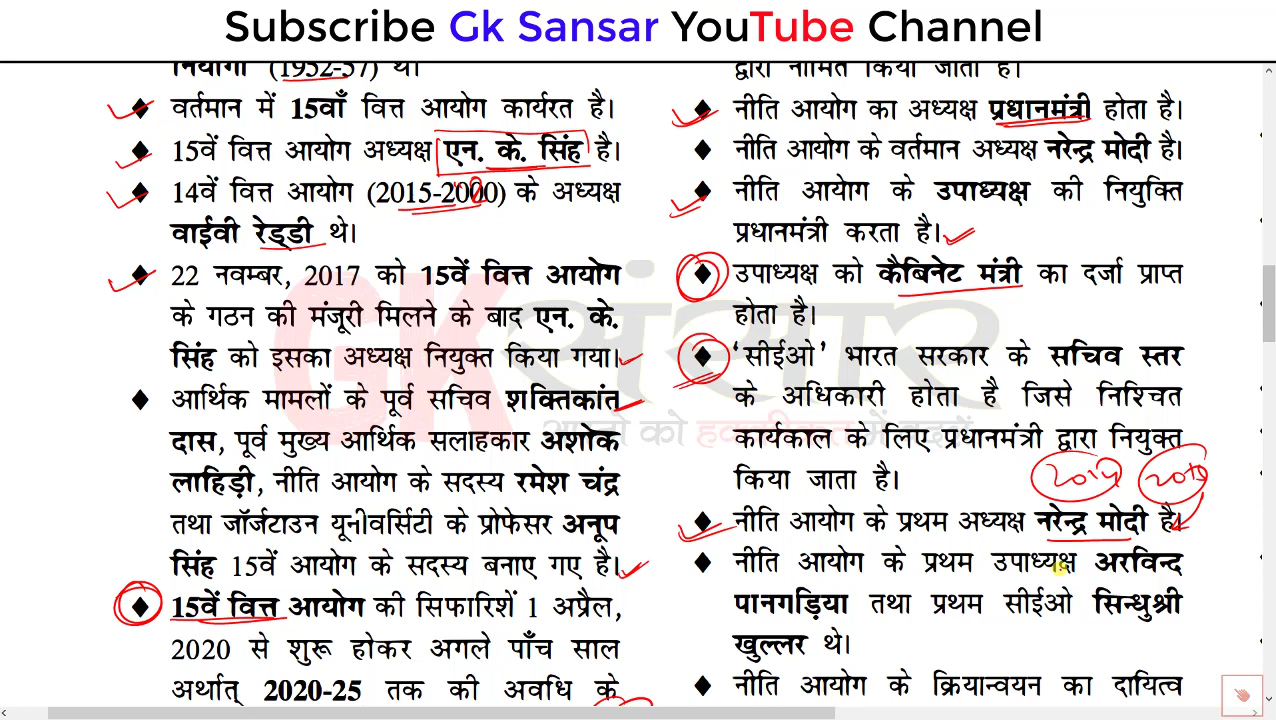 Subscribe Gk Sansar YouTube Channel
नियोगी (1952-57) थे।
♦ वर्तमान में 15वाँ वित्त आयोग कार्यरत है।
♦ 15वें वित्त आयोग अध्यक्ष एन. के. सिंह है।
♦ 14वें वित्त आयोग (2015-2000) के अध्यक्ष
वाईवी रेड्डी थे।
♦ 22 नवम्बर, 2017 को 15वें वित्त आयोग
के गठन की मंजूरी मिलने के बाद एन. के.
सिंह को इसका अध्यक्ष नियुक्त किया गया।
♦ आर्थिक मामलों के पूर्व सचिव शक्तिकांत
दास, पूर्व मुख्य आर्थिक सलाहकार अशोक
लाहिड़ी, नीति आयोग के सदस्य रमेश चंद्र
तथा जॉर्जटाउन यूनीवर्सिटी के प्रोफेसर अनूप
सिंह 15वें आयोग के सदस्य बनाए गए है।
♦ 15वें वित्त आयोग की सिफारिशें 1 अप्रैल,
2020 से शुरू होकर अगले पाँच साल
अर्थात् 2020-25 तक की अवधि के
द्वारा नामित किया जाता है।
♦ नीति आयोग का अध्यक्ष प्रधानमंत्री होता है।
♦ नीति आयोग के वर्तमान अध्यक्ष नरेन्द्र मोदी है।
♦ नीति आयोग के उपाध्यक्ष की नियुक्ति
प्रधानमंत्री करता है।
♦ उपाध्यक्ष को कैबिनेट मंत्री का दर्जा प्राप्त
होता है।
♦ 'सीईओ' भारत सरकार के सचिव स्तर
के अधिकारी होता है जिसे निश्चित
कार्यकाल के लिए प्रधानमंत्री द्वारा नियुक्त
किया जाता है।
♦ नीति आयोग के प्रथम अध्यक्ष नरेन्द्र मोदी है।
♦ नीति आयोग के प्रथम उपाध्यक्ष अरविन्द
पानगड़िया तथा प्रथम सीईओ सिन्धुश्री
खुल्लर थे।
♦ नीति आयोग के क्रियान्वयन का दायित्व
GK संसार